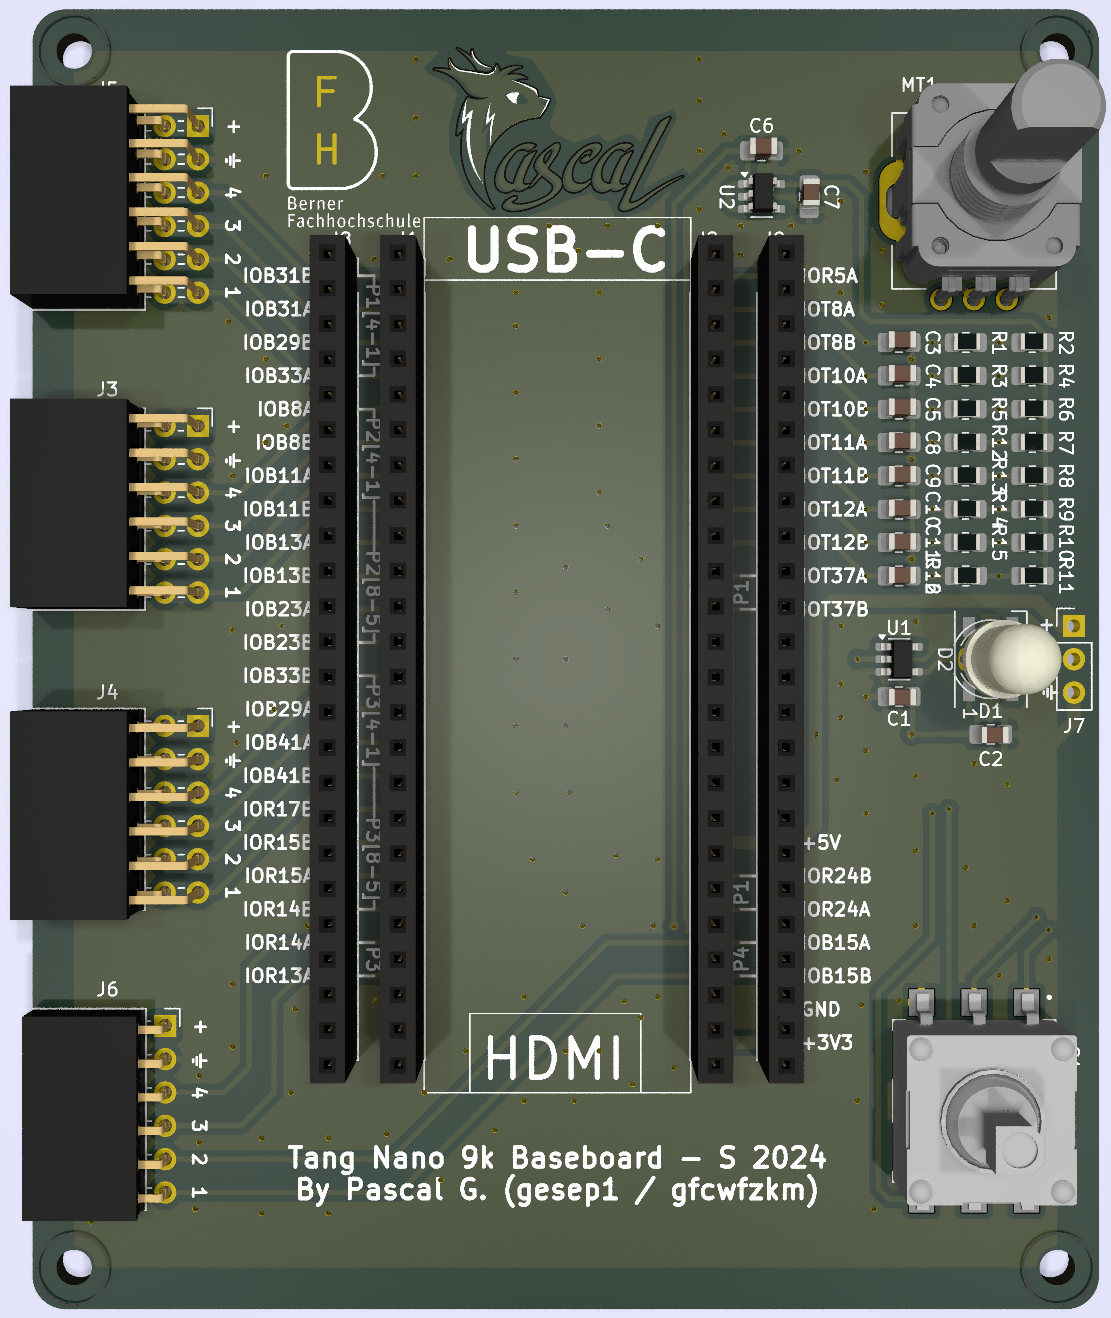 F
H
Berner
Fachhochschule
Pascal
C6
U2
C7
MT1
USB-C
+
4
3
2
1
J3
+
4
3
2
1
J4
+
4
3
2
1
J6
+
4
3
2
1
IOB31B
IOB31A
IOB29B
IOB33A
IOB8A
IOB8B
IOB11A
IOB11B
IOB13A
IOB13B
IOB23A
IOB23B
IOB33B
IOB29A
IOB41A
IOB41B
IOR17B
IOR15B
IOR15A
IOR14B
IOR14A
IOR13A
P1[4-1]
P2[4-1]
P2[8-5]
P3[4-1]
P3[8-5]
P3
P1
P1
P4
IOR5A
IOT8A
IOT8B
IOT10A
IOT10B
IOT11A
IOT11B
IOT12A
IOT12B
IOT37A
IOT37B
+5V
IOR24B
IOR24A
IOB15A
IOB15B
GND
+3V3
C3 R1 R2
C4 R3 R4
C5 R5 R6
C8 R12 R7
C9 R13 R8
C10 R14 R9
C11 R15 R10
R16 R11
U1
C1
D2
1
D1
C2
+
J7
HDMI
Tang Nano 9k Baseboard - S 2024
By Pascal G. (gesep1 / gfcwfzkm)